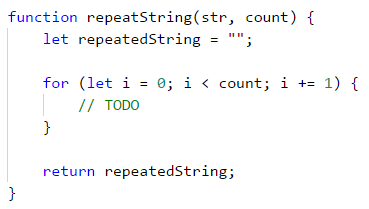 function repeatString(str, count) {
    let repeatedString = "";

    for (let i = 0; i < count; i += 1) {
        // TODO
    }

    return repeatedString;
}